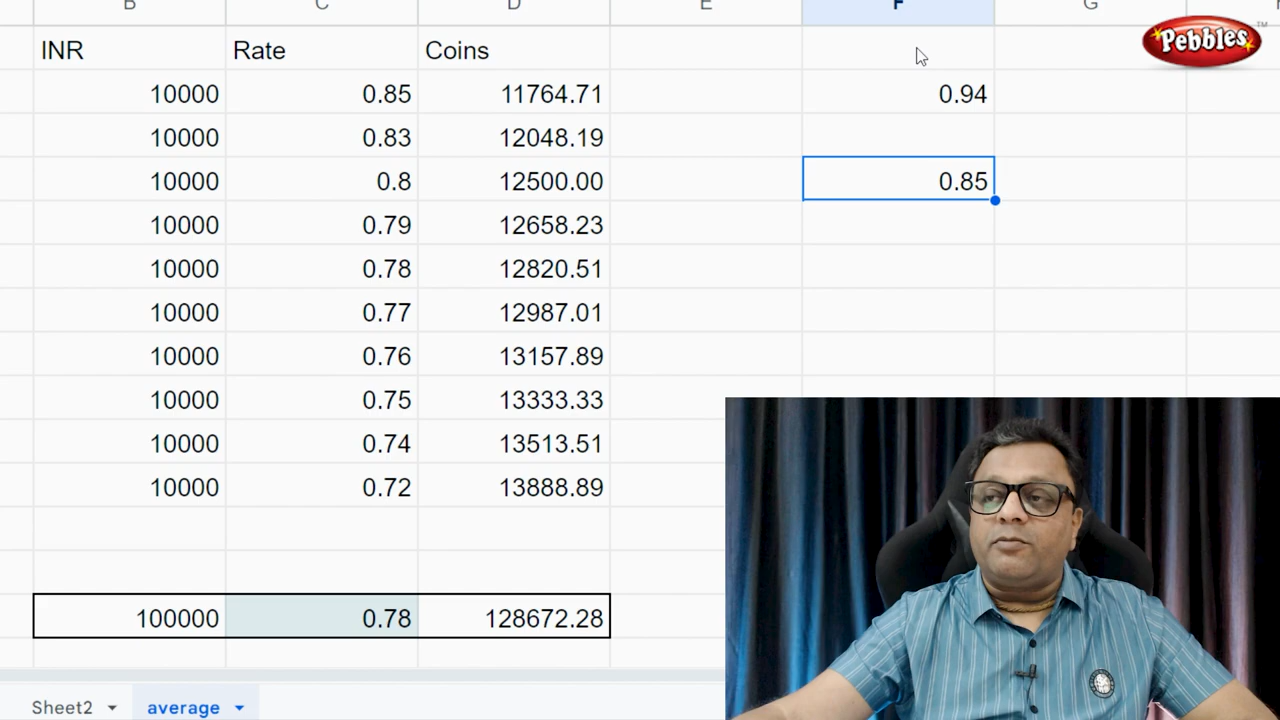 B C D E F G
INR Rate Coins
10000 0.85 11764.71 0.94
10000 0.83 12048.19
10000 0.8 12500.00 0.85
10000 0.79 12658.23
10000 0.78 12820.51
10000 0.77 12987.01
10000 0.76 13157.89
10000 0.75 13333.33
10000 0.74 13513.51
10000 0.72 13888.89
100000 0.78 128672.28
Sheet2 average
Pebbles TM